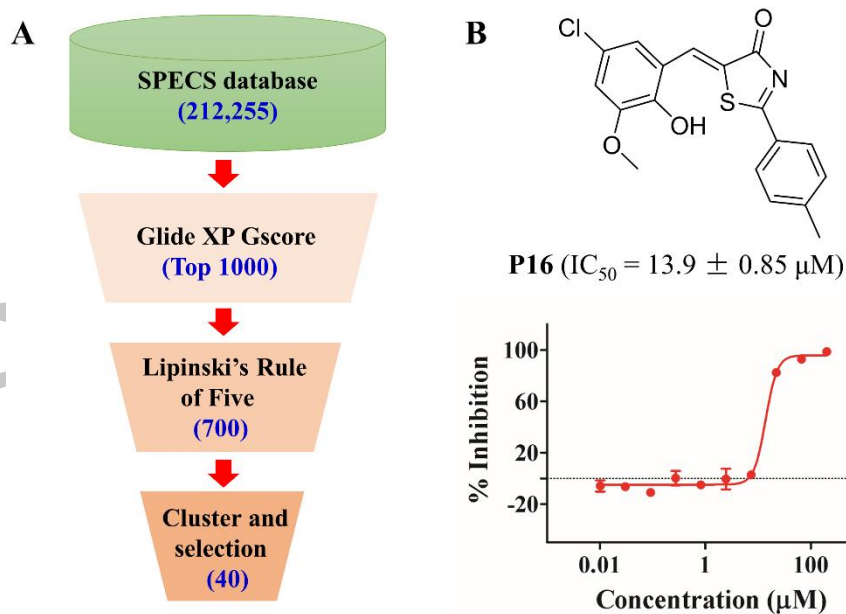 A
SPECS database
(212,255)
Glide XP Gscore
(Top 1000)
Lipinski's Rule
of Five
(700)
Cluster and
selection
(40)
B
O
Cl
N
S
OH
O
P16 (IC50 = 13.9 ± 0.85 μM)
% Inhibition
100
60
20
-20
0.01 1 100
Concentration (μM)